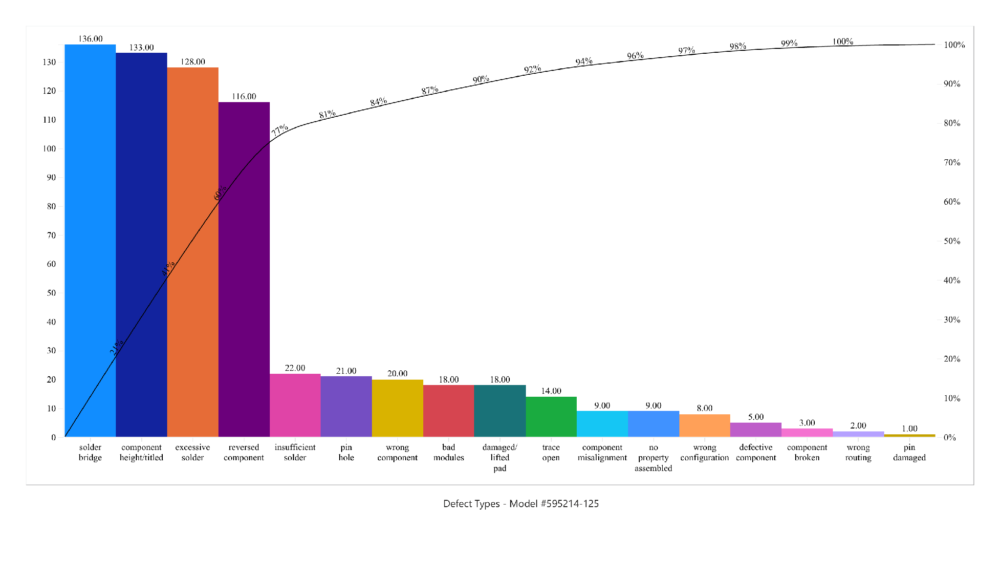 136.00
133.00
128.00
116.00
22.00
21.00
20.00
18.00
18.00
14.00
9.00
9.00
8.00
5.00
3.00
2.00
1.00
21%
41%
60%
77%
81%
84%
87%
90%
92%
94%
96%
97%
98%
99%
100%
130
120
110
100
90
80
70
60
50
40
30
20
10
0
100%
90%
80%
70%
60%
50%
40%
30%
20%
10%
0%
solder
bridge
component
height/titled
excessive
solder
reversed
component
insufficient
solder
pin
hole
wrong
component
bad
modules
damaged/
lifted
pad
trace
open
component
misalignment
no
property
assembled
wrong
configuration
defective
component
component
broken
wrong
routing
pin
damaged
Defect Types - Model #595214-125